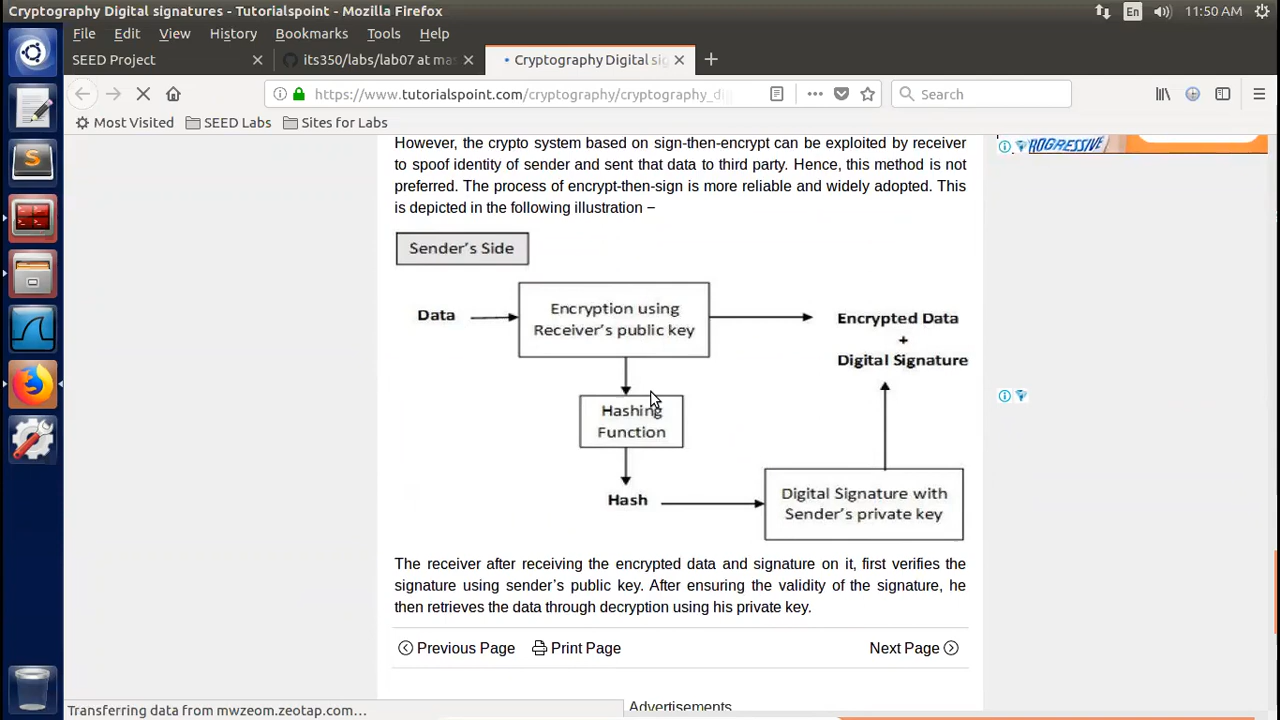 Cryptography Digital signatures - Tutorialspoint - Mozilla Firefox
En
11:50 AM
File Edit View History Bookmarks Tools Help
SEED Project
its350/labs/lab07 at mas
Cryptography Digital sig
https://www.tutorialspoint.com/cryptography/cryptography_
Search
Most Visited
SEED Labs
Sites for Labs
However, the crypto system based on sign-then-encrypt can be exploited by receiver
to spoof identity of sender and sent that data to third party. Hence, this method is not
preferred. The process of encrypt-then-sign is more reliable and widely adopted. This
is depicted in the following illustration −
PROGRESSIVE
Sender's Side
Data
Encryption using
Receiver's public key
Encrypted Data
+
Digital Signature
Hashing
Function
Hash
Digital Signature with
Sender's private key
The receiver after receiving the encrypted data and signature on it, first verifies the
signature using sender's public key. After ensuring the validity of the signature, he
then retrieves the data through decryption using his private key.
Previous Page
Print Page
Next Page
Advertisements
Transferring data from mwzeom.zeotap.com…